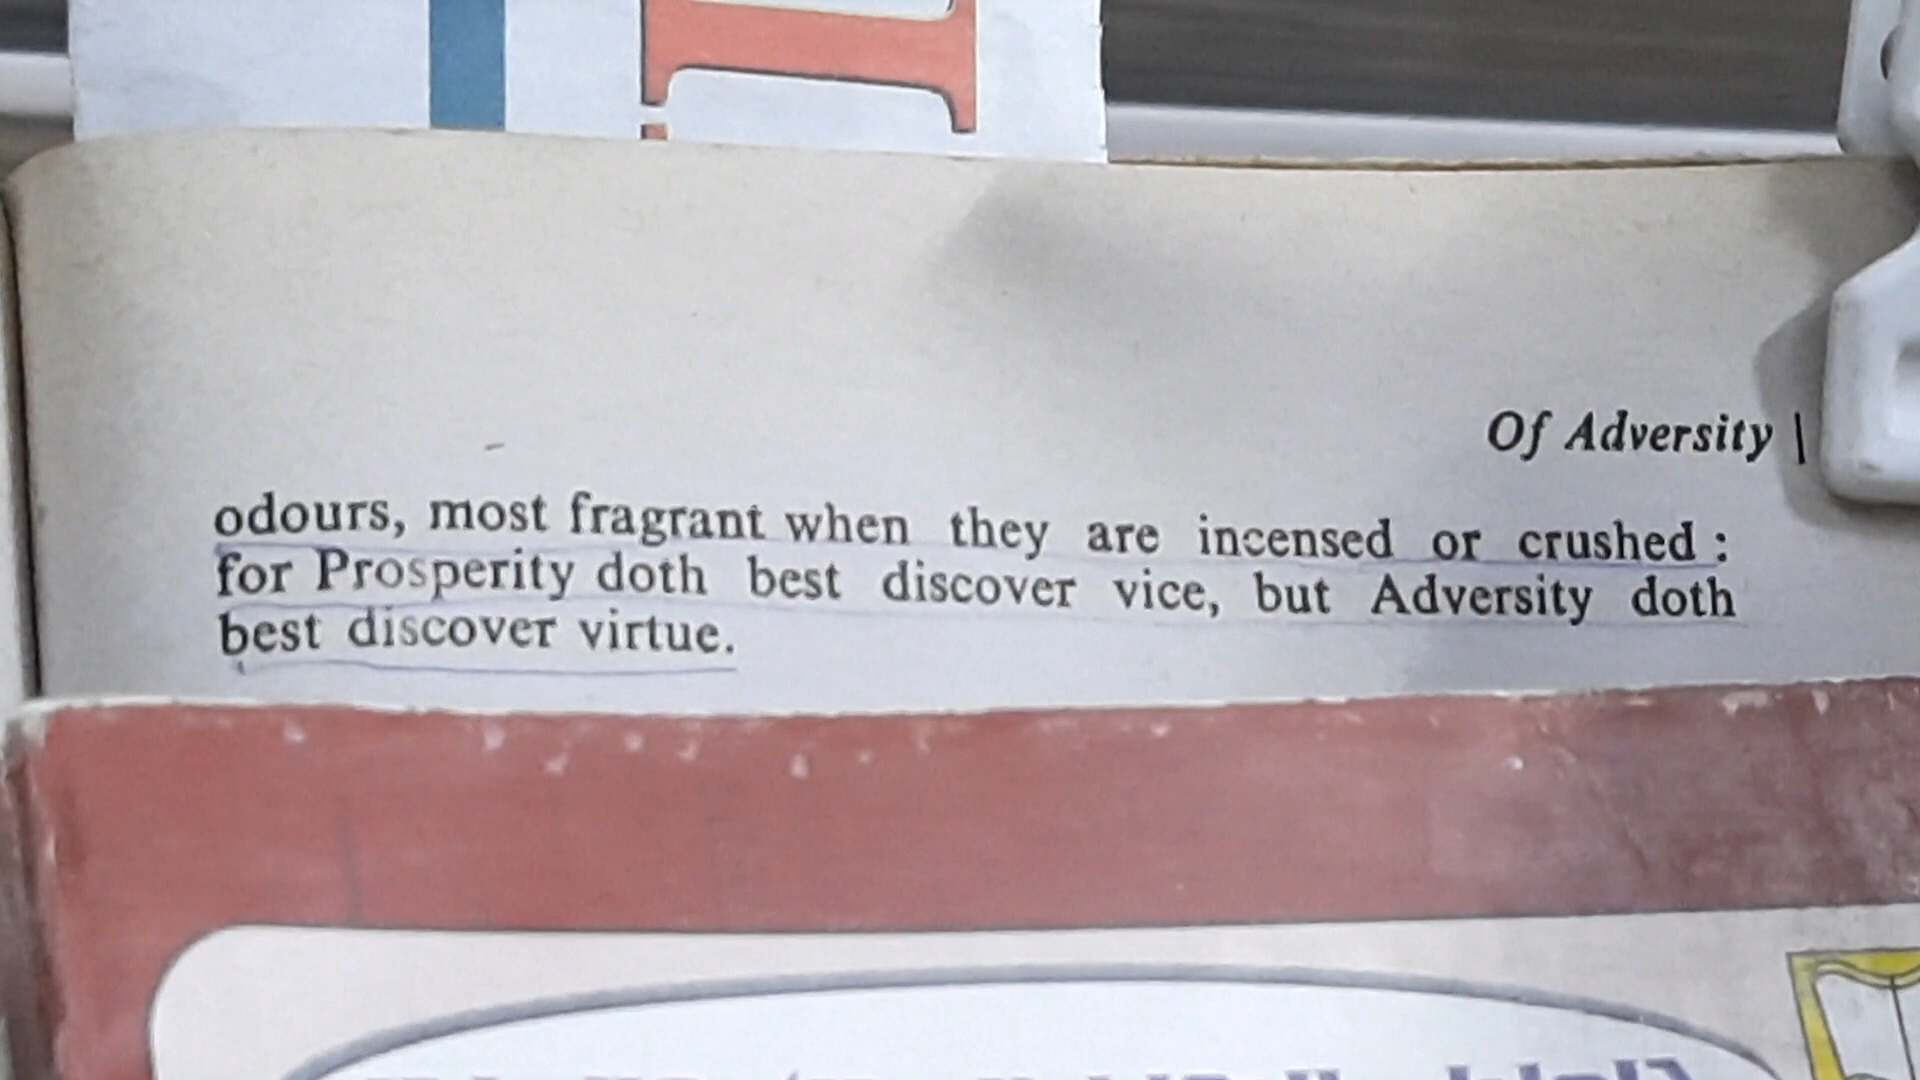 Of Adversity |
odours, most fragrant when they are incensed or crushed :
for Prosperity doth best discover vice, but Adversity doth
best discover virtue.